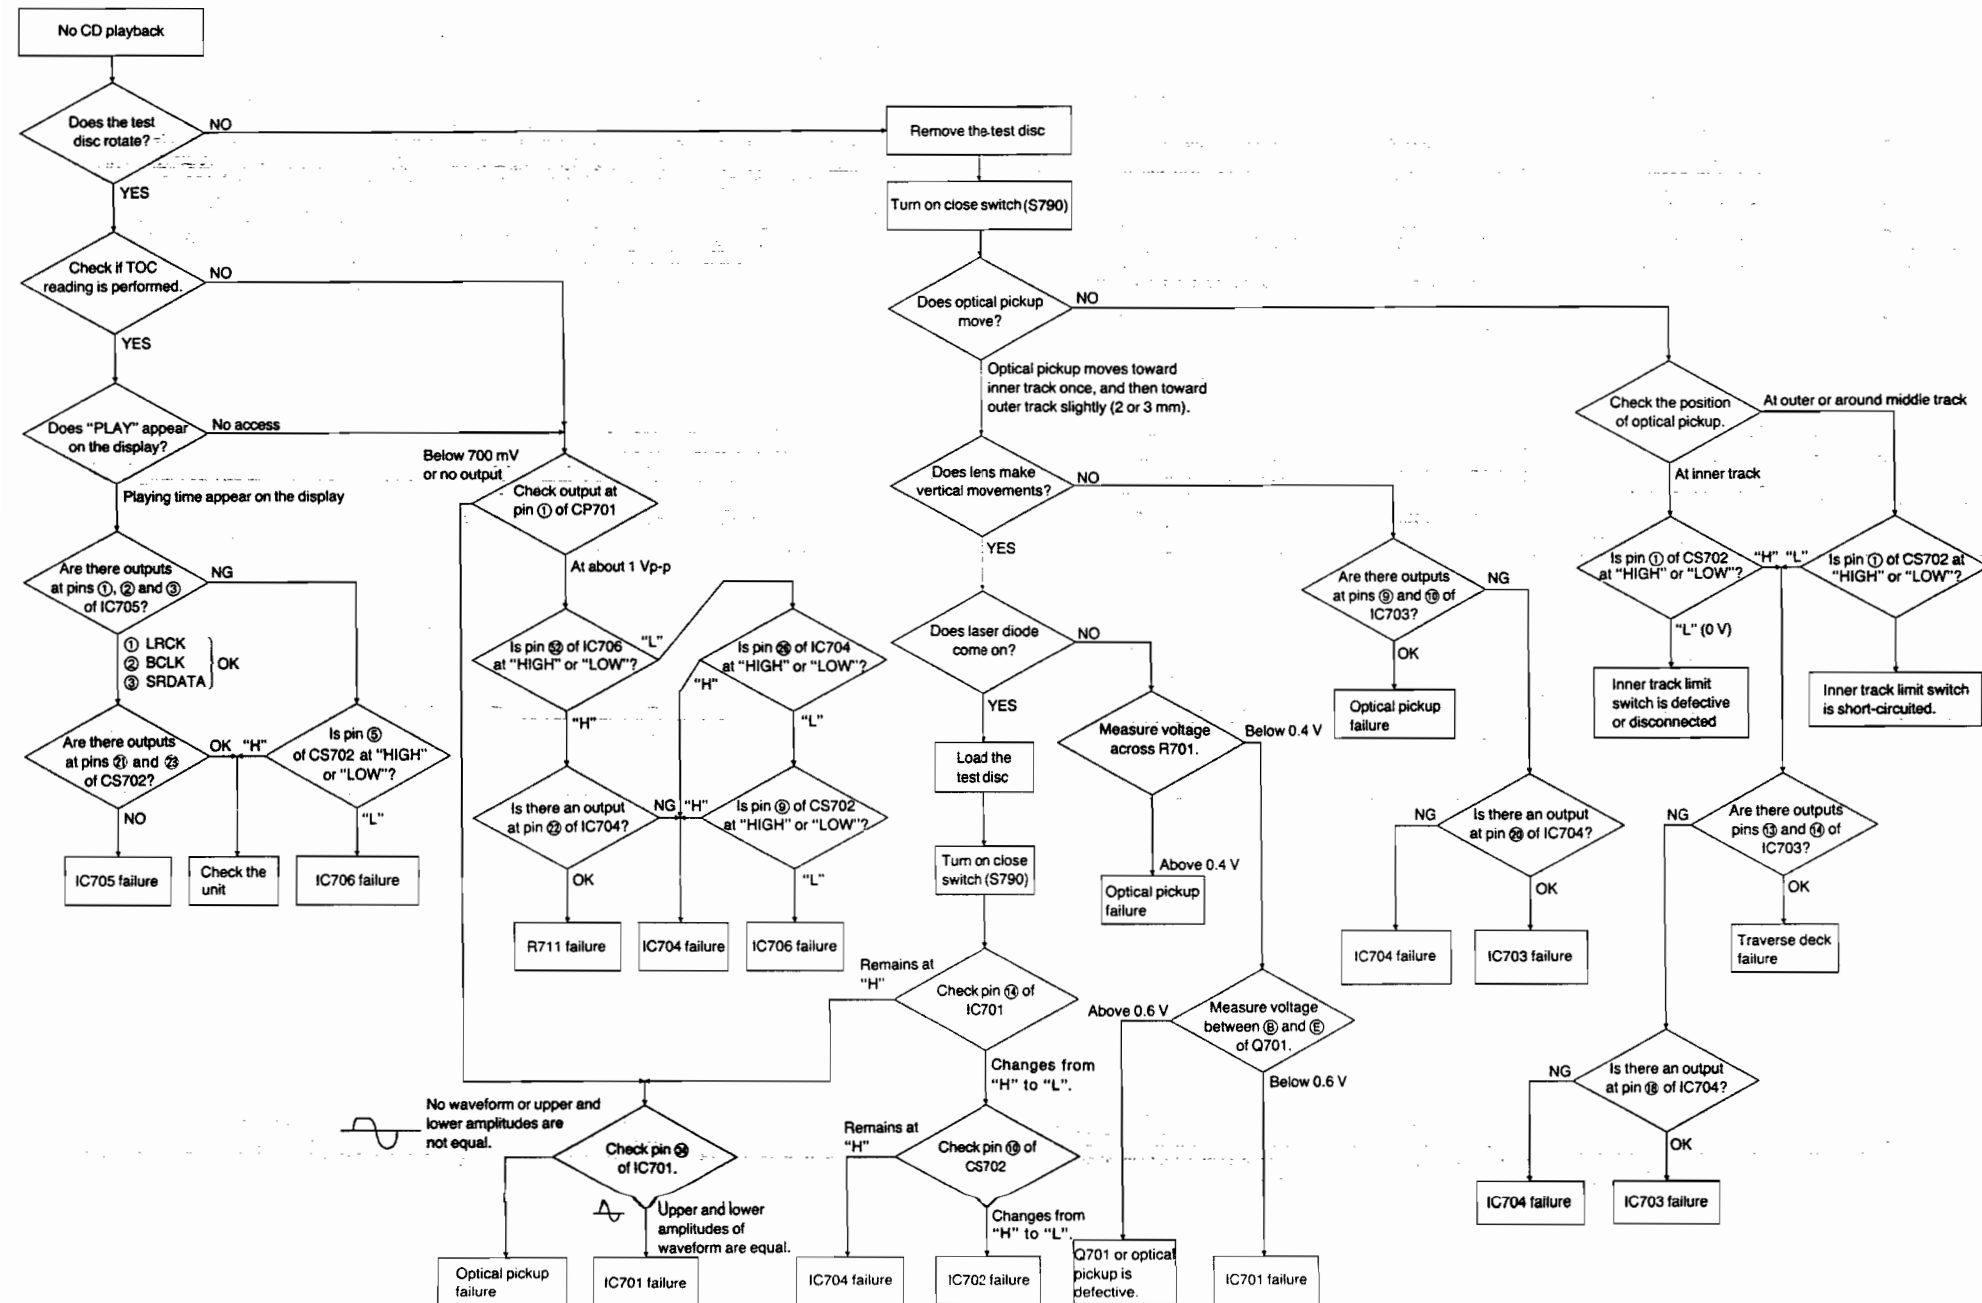 No CD playback
Does the test
disc rotate?
NO
YES
Remove the test disc
Turn on close switch (S790)
Check if TOC
reading is performed.
NO
YES
Does optical pickup
move?
NO
Optical pickup moves toward
inner track once, and then toward
outer track slightly (2 or 3 mm).
Does "PLAY" appear
on the display?
No access
Playing time appear on the display
Below 700 mV
or no output
Check output at
pin ① of CP701
At about 1 Vp-p
Check the position
of optical pickup.
At outer or around middle track
At inner track
Does lens make
vertical movements?
NO
YES
Are there outputs
at pins ①, ② and ③
of IC705?
NG
① LRCK
② BCLK
③ SRDATA
OK
Is pin ㊾ of IC706
at "HIGH" or "LOW"?
"L"
"H"
Is pin ㉖ of IC704
at "HIGH" or "LOW"?
"H"
"L"
Does laser diode
come on?
NO
YES
Are there outputs
at pins ⑨ and ⑩ of
IC703?
NG
OK
Optical pickup
failure
Is pin ① of CS702
at "HIGH" or "LOW"?
"H"
"L"
Is pin ① of CS702 at
"HIGH" or "LOW"?
"L" (0 V)
Inner track limit
switch is defective
or disconnected
Inner track limit switch
is short-circuited.
Are there outputs
at pins ㉑ and ㉓
of CS702?
OK
"H"
Is pin ⑤
of CS702 at "HIGH"
or "LOW"?
NO
"L"
IC705 failure
Check the
unit
IC706 failure
Is there an output
at pin ㉒ of IC704?
NG
"H"
Is pin ⑨ of CS702
at "HIGH" or "LOW"?
OK
"L"
R711 failure
IC704 failure
IC706 failure
Load the
test disc
Turn on close
switch (S790)
Measure voltage
across R701.
Below 0.4 V
Above 0.4 V
Optical pickup
failure
Is there an output
at pin ⑳ of IC704?
NG
OK
IC704 failure
IC703 failure
Are there outputs
pins ⑬ and ⑭ of
IC703?
NG
OK
Traverse deck
failure
Remains at
"H"
Check pin ⑭ of
IC701
Changes from
"H" to "L".
Above 0.6 V
Measure voltage
between Ⓑ and Ⓔ
of Q701.
Below 0.6 V
Is there an output
at pin ⑱ of IC704?
NG
OK
IC704 failure
IC703 failure
No waveform or upper and
lower amplitudes are
not equal.
Check pin
of IC701.
Upper and lower
amplitudes of
waveform are equal.
Optical pickup
failure
IC701 failure
Remains at
"H"
Check pin ⑩ of
CS702
Changes from
"H" to "L".
IC704 failure
IC702 failure
Q701 or optical
pickup is
defective.
IC701 failure